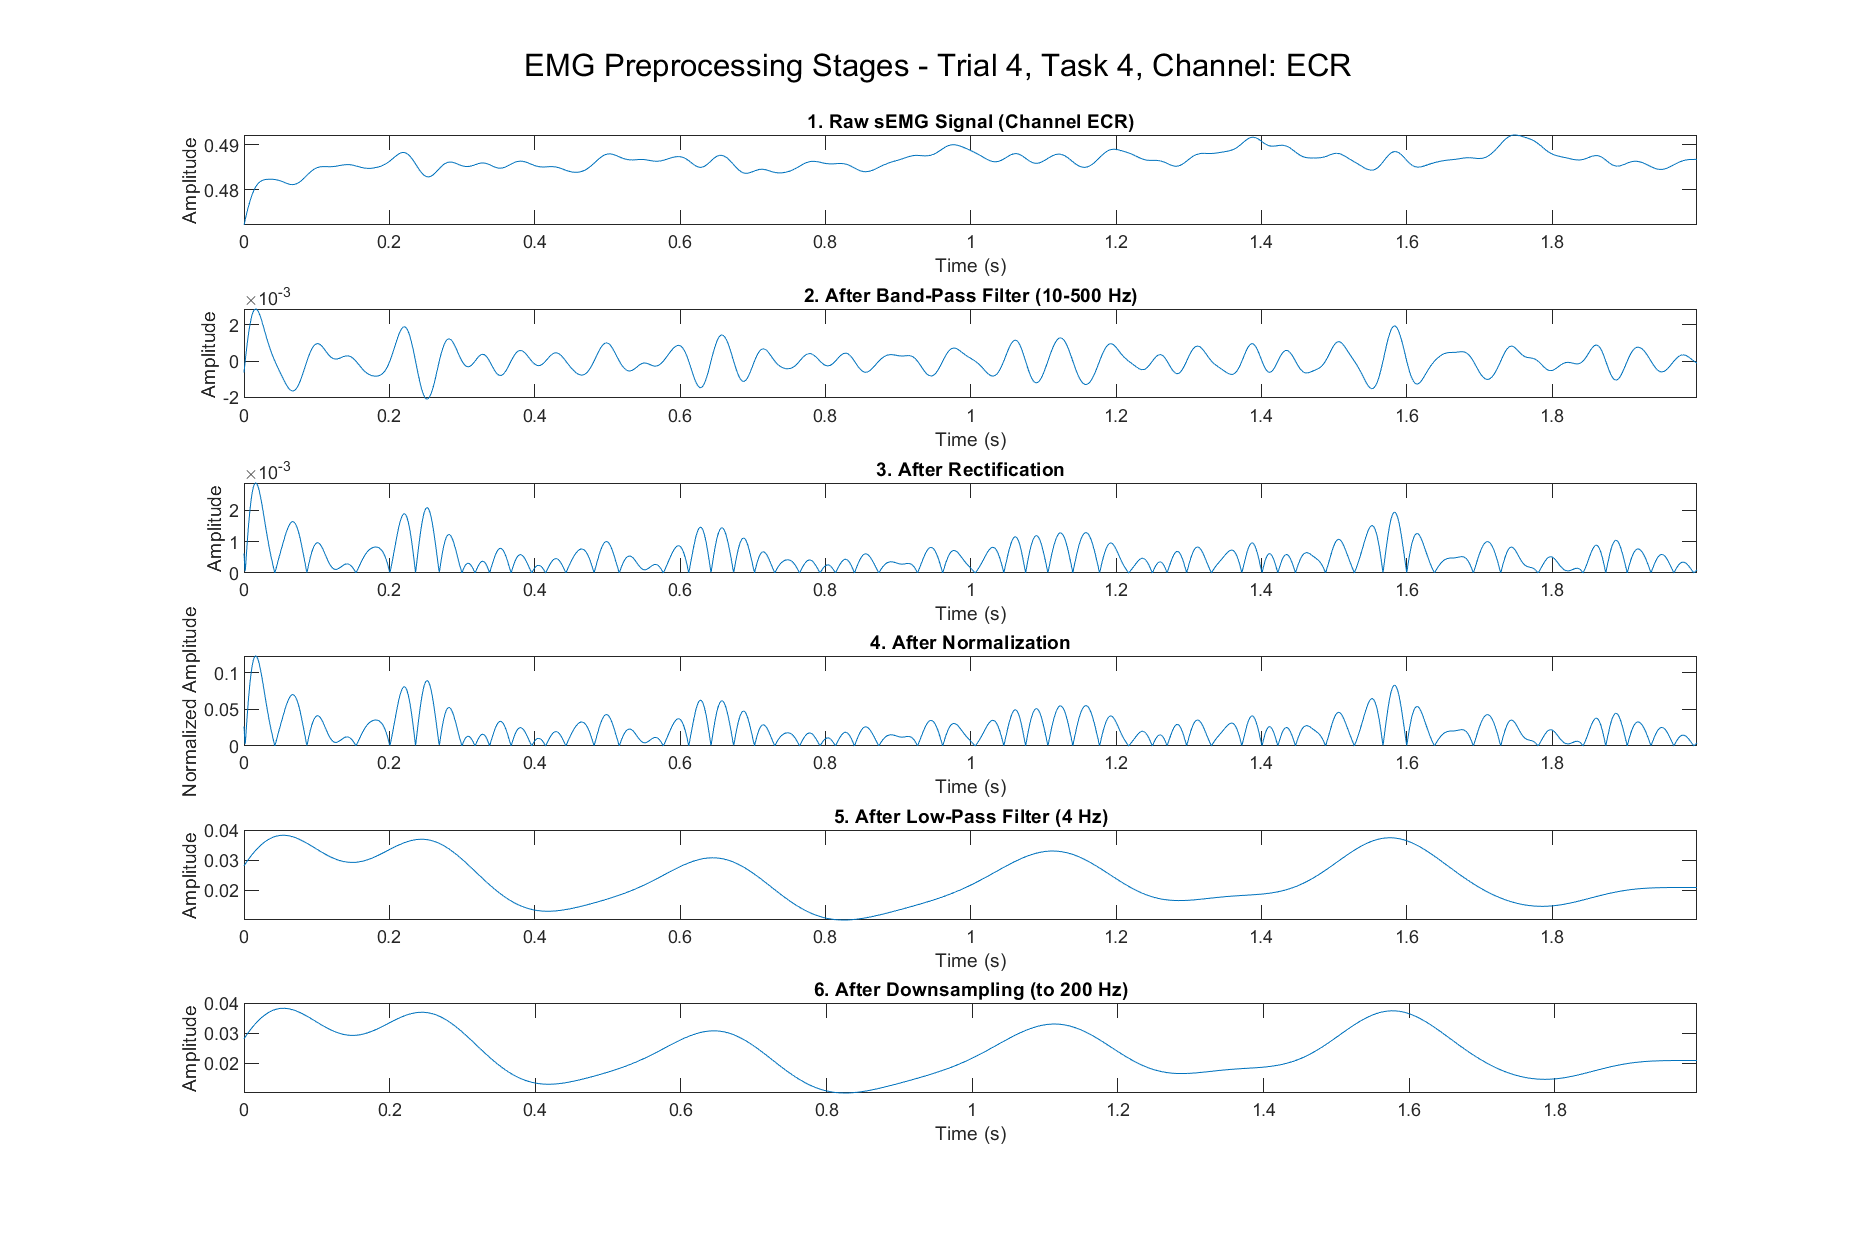 EMG Preprocessing Stages - Trial 4, Task 4, Channel: ECR
1. Raw sEMG Signal (Channel ECR)
Amplitude
0.49
0.48
0 0.2 0.4 0.6 0.8 1 1.2 1.4 1.6 1.8
Time (s)
2. After Band-Pass Filter (10-500 Hz)
×10-3
Amplitude
2
0
-2
0 0.2 0.4 0.6 0.8 1 1.2 1.4 1.6 1.8
Time (s)
3. After Rectification
×10-3
Amplitude
2
1
0
0 0.2 0.4 0.6 0.8 1 1.2 1.4 1.6 1.8
Time (s)
4. After Normalization
Normalized Amplitude
0.1
0.05
0
0 0.2 0.4 0.6 0.8 1 1.2 1.4 1.6 1.8
Time (s)
5. After Low-Pass Filter (4 Hz)
Amplitude
0.04
0.03
0.02
0 0.2 0.4 0.6 0.8 1 1.2 1.4 1.6 1.8
Time (s)
6. After Downsampling (to 200 Hz)
Amplitude
0.04
0.03
0.02
0 0.2 0.4 0.6 0.8 1 1.2 1.4 1.6 1.8
Time (s)